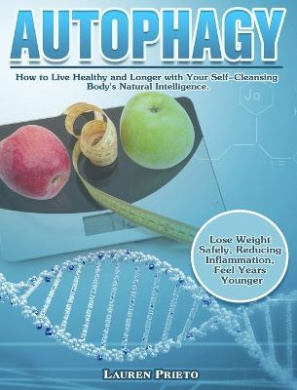 AUTOPHAGY
How to Live Healthy and Longer with Your Self-Cleansing
Body's Natural Intelligence.
Jo
Lose Weight
Safely, Reducing
Inflammation,
Feel Years
Younger
Lauren Prieto